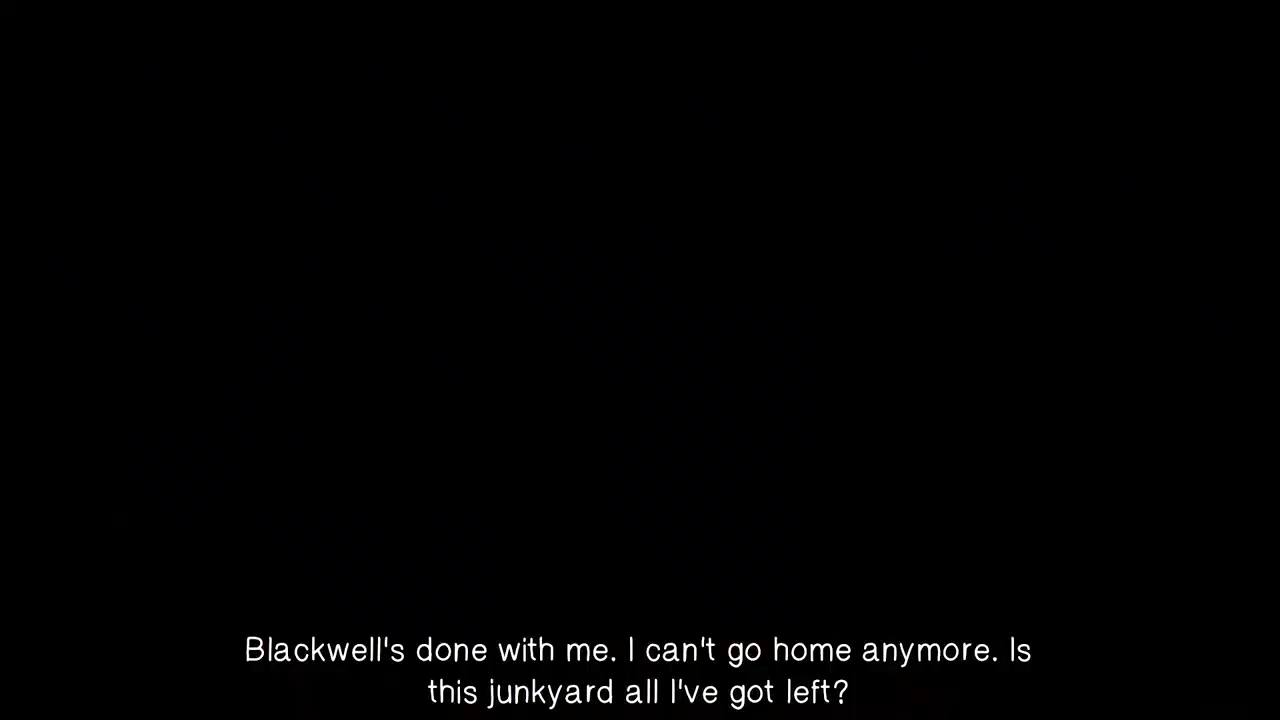 Blackwell's done with me. I can't go home anymore. Is
this junkyard all I've got left?